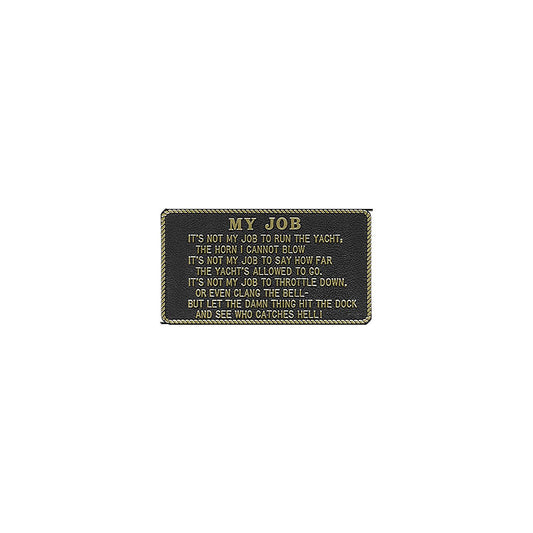 MY JOB
IT'S NOT MY JOB TO RUN THE YACHT;
THE HORN I CANNOT BLOW
IT'S NOT MY JOB TO SAY HOW FAR
THE YACHT'S ALLOWED TO GO.
IT'S NOT MY JOB TO THROTTLE DOWN.
OR EVEN CLANG THE BELL-
BUT LET THE DAMN THING HIT THE DOCK
AND SEE WHO CATCHES HELL!